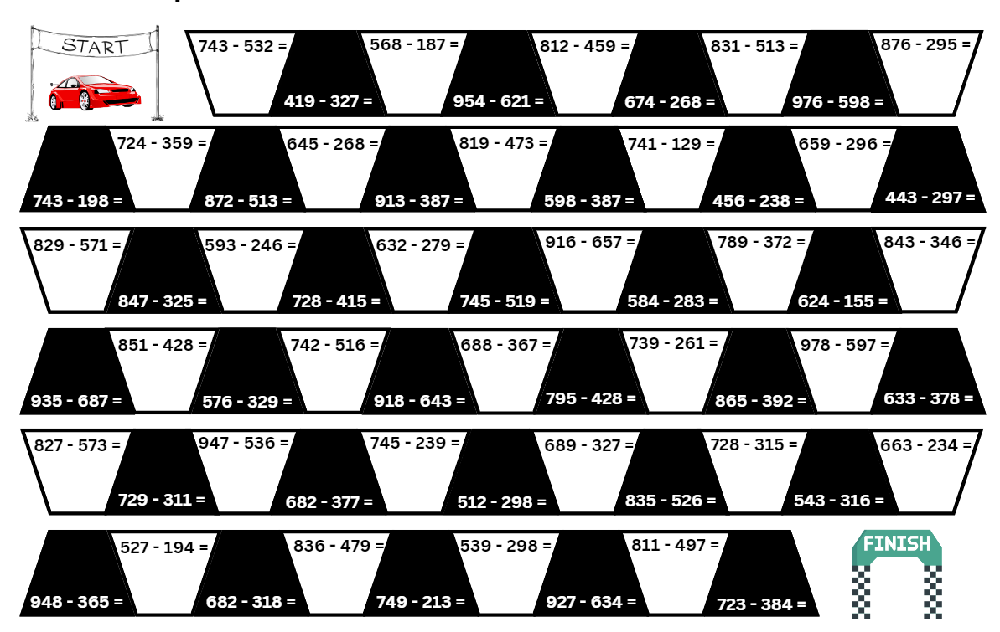 START
743 - 532 = 568 - 187 = 812 - 459 = 831 - 513 = 876 - 295 =
419 - 327 = 954 - 621 = 674 - 268 = 976 - 598 =
724 - 359 = 645 - 268 = 819 - 473 = 741 - 129 = 659 - 296 =
743 - 198 = 872 - 513 = 913 - 387 = 598 - 387 = 456 - 238 = 443 - 297 =
829 - 571 = 593 - 246 = 632 - 279 = 916 - 657 = 789 - 372 = 843 - 346 =
847 - 325 = 728 - 415 = 745 - 519 = 584 - 283 = 624 - 155 =
851 - 428 = 742 - 516 = 688 - 367 = 739 - 261 = 978 - 597 =
935 - 687 = 576 - 329 = 918 - 643 = 795 - 428 = 865 - 392 = 633 - 378 =
827 - 573 = 947 - 536 = 745 - 239 = 689 - 327 = 728 - 315 = 663 - 234 =
729 - 311 = 682 - 377 = 512 - 298 = 835 - 526 = 543 - 316 =
527 - 194 = 836 - 479 = 539 - 298 = 811 - 497 = FINISH
948 - 365 = 682 - 318 = 749 - 213 = 927 - 634 = 723 - 384 =